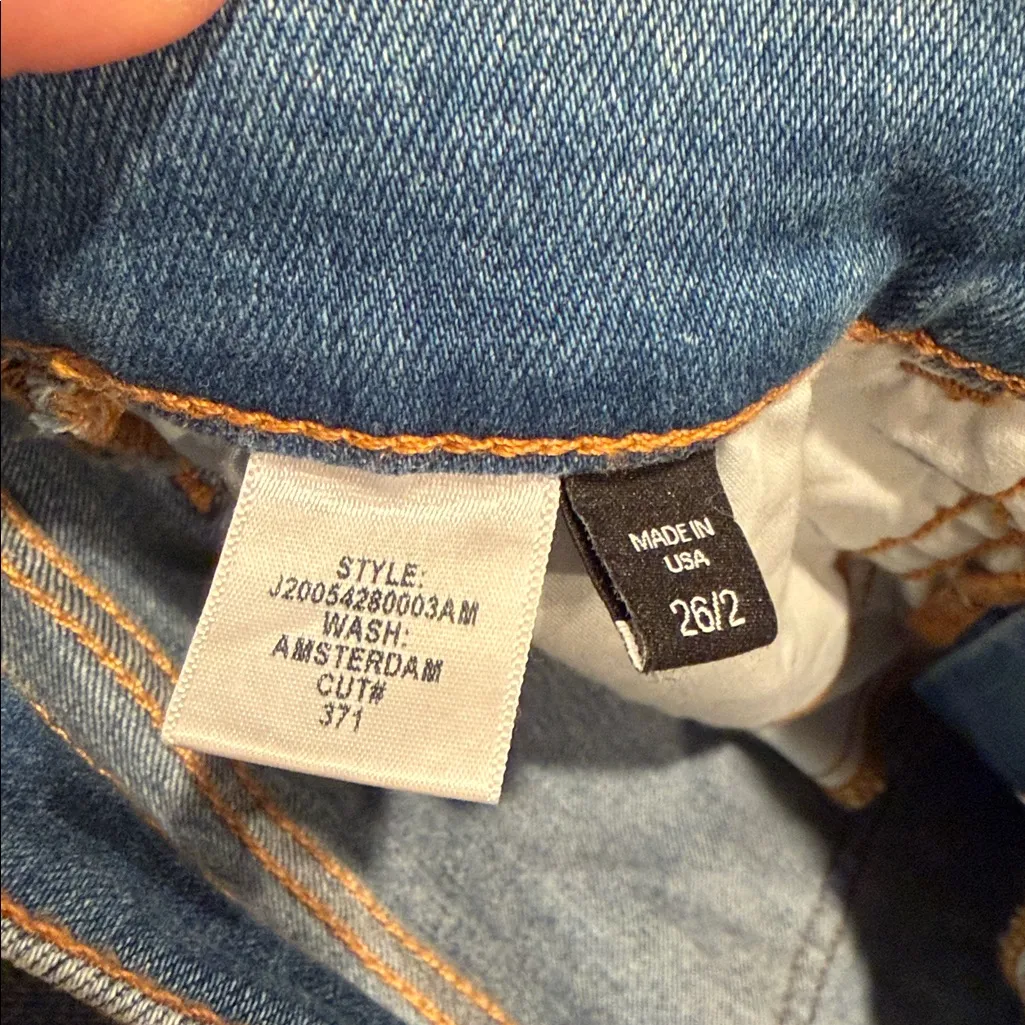 STYLE:
J20054280003AM
WASH:
AMSTERDAM
CUT#
371
MADE IN
USA
26/2